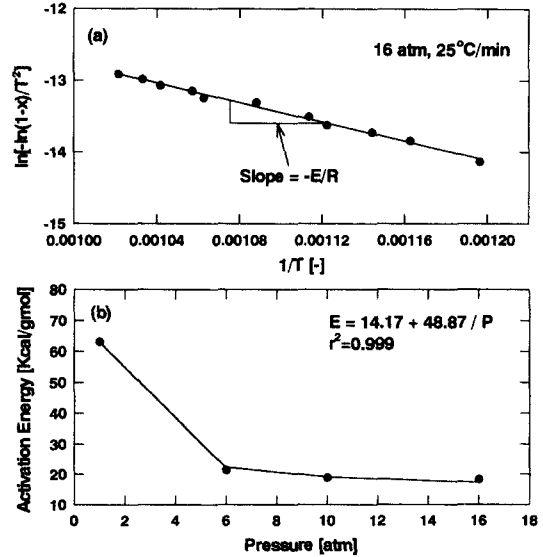 (a)
16 atm, 25°C/min
ln[-ln(1-x)/T²]
-12
-13
-14
-15
Slope = -E/R
0.00100 0.00104 0.00108 0.00112 0.00116 0.00120
1/T [-]
(b)
E = 14.17 + 48.87 / P
r²=0.999
Activation Energy [Kcal/gmol]
80
70
60
50
40
30
20
10
0 2 4 6 8 10 12 14 16 18
Pressure [atm]